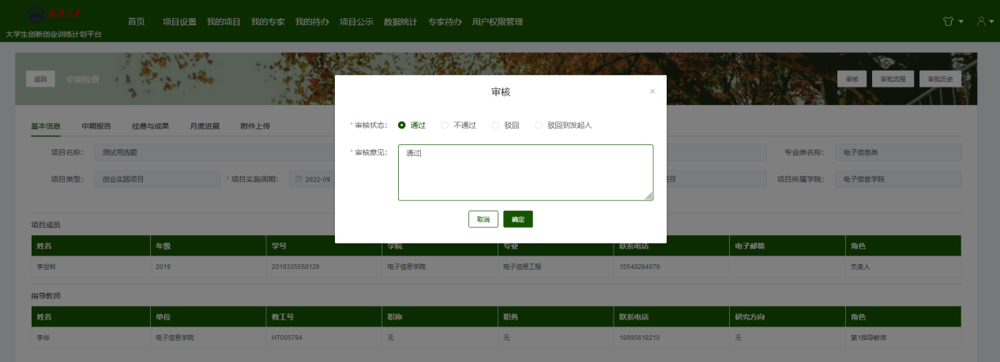 首页 项目设置 我的项目 我的专家 我的待办 项目公示 数据统计 专家待办 用户权限管理
大学生创新创业训练计划平台
返回 中期检查 审核 审批流程 审批历史
审核 ×
基本信息 中期报告 经费与成果 月度进展 附件上传
* 审核状态: 通过 不通过 驳回 驳回到发起人
* 审核意见: 通过
项目名称: 测试用选题 专业类名称: 电子信息类
项目类型: 创业实践项目 * 项目实施周期: 2022-09 项目所属学院: 电子信息学院
取消 确定
项目成员
姓名 年级 学号 学院 专业 联系电话 电子邮箱 角色
李世林 2019 2019335550126 电子信息学院 电子信息工程 15549284079 负责人
指导教师
姓名 单位 教工号 职称 职务 联系电话 研究方向 角色
李华 电子信息学院 HT005794 无 无 18995618210 无 第1指导教师